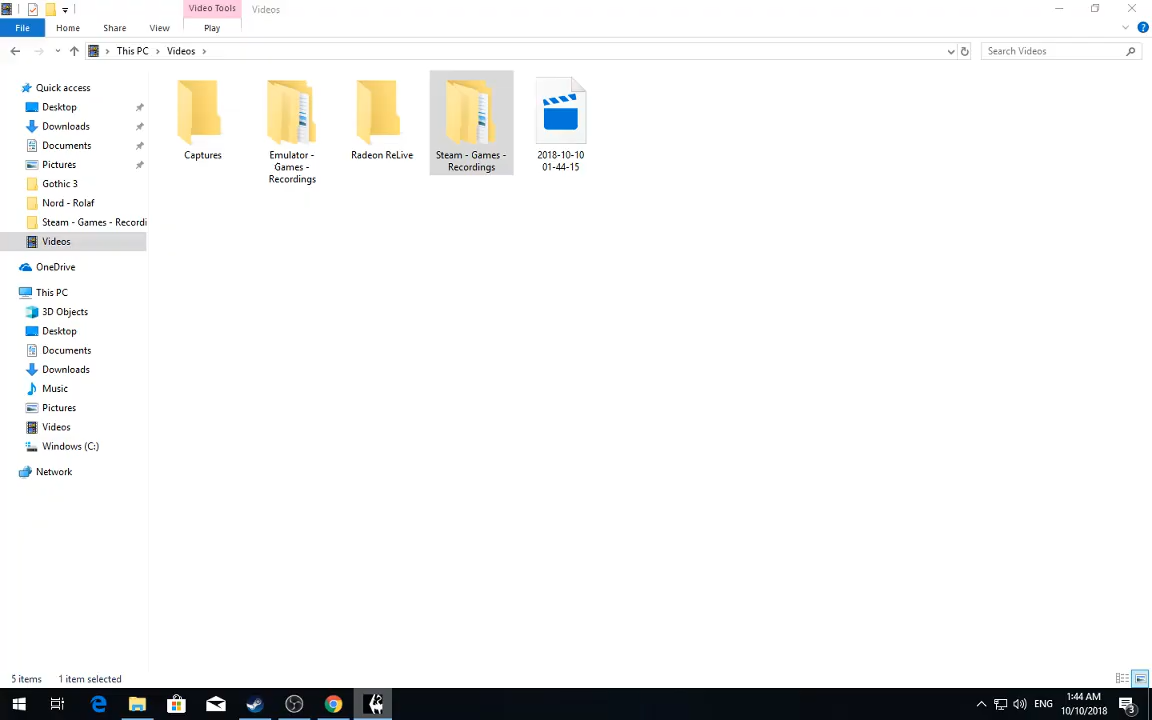 Video Tools
Videos
File
Home
Share
View
Play
This PC
Videos
Search Videos
Quick access
Desktop
Downloads
Documents
Pictures
Gothic 3
Nord - Rolaf
Steam - Games - Recordi
Videos
OneDrive
This PC
3D Objects
Desktop
Documents
Downloads
Music
Pictures
Videos
Windows (C:)
Network
Captures
Emulator -
Games -
Recordings
Radeon ReLive
Steam - Games -
Recordings
2018-10-10
01-44-15
5 items
1 item selected
ENG
1:44 AM
10/10/2018
3